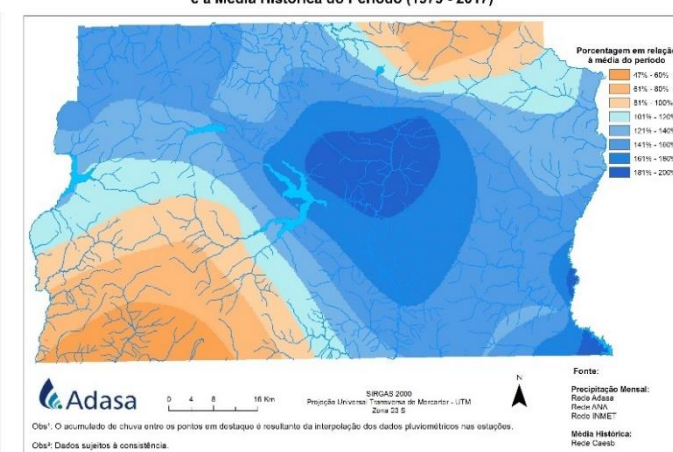 e a Média Histórica do Período (1979 - 2017)
Porcentagem em relação
à média do período
47% - 60%
61% - 80%
81% - 100%
101% - 120%
121% - 140%
141% - 160%
161% - 180%
181% - 200%
Adasa
0 4 8 16 Km
SIRGAS 2000
Projeção Universal Transversa de Mercarter - UTM
Zona 23 S
N
Fonte:
Precipitação Mensal:
Rede Adasa
Rede ANA
Rede INMET
Média Histórica:
Rede Caesb
Obs¹: O acumulado de chuva entre os pontos em destaque é resultante da interpolação dos dados pluviométricos nas estações.
Obs²: Dados sujeitos à consistência.